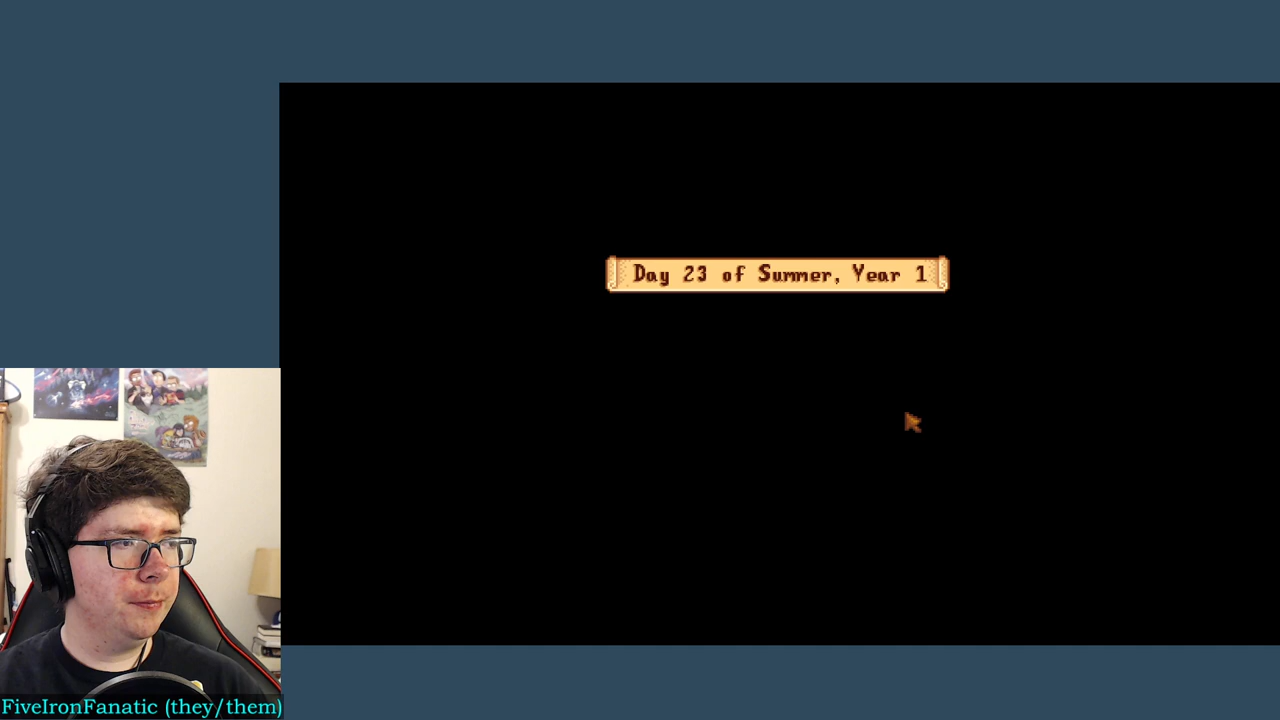 Day 23 of Summer, Year 1
FiveIronFanatic (they/them)